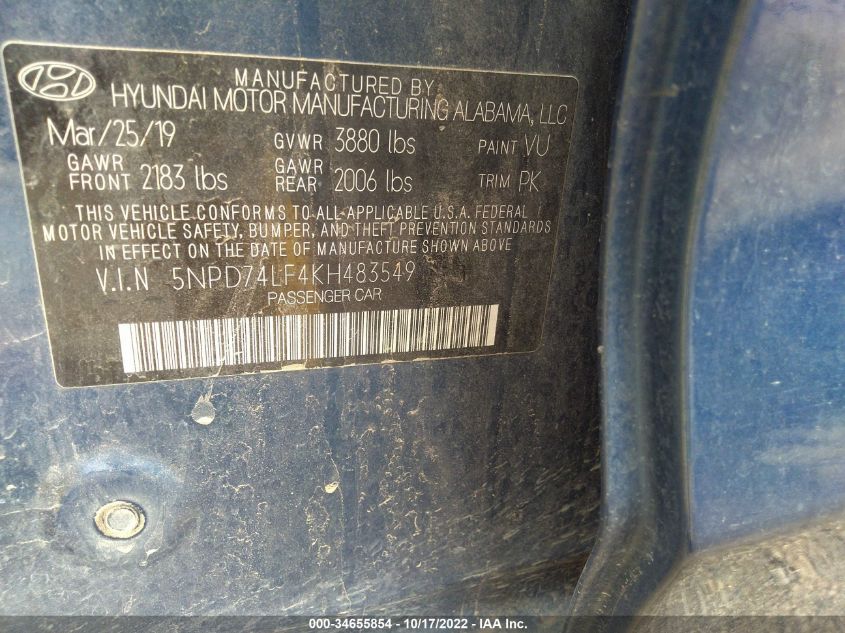 MANUFACTURED BY
HYUNDAI MOTOR MANUFACTURING ALABAMA, LLC
Mar/25/19 GVWR 3880 lbs PAINT VU
GAWR FRONT 2183 lbs GAWR REAR 2006 lbs TRIM PK
THIS VEHICLE CONFORMS TO ALL APPLICABLE U.S.A. FEDERAL
MOTOR VEHICLE SAFETY, BUMPER, AND THEFT PREVENTION STANDARDS
IN EFFECT ON THE DATE OF MANUFACTURE SHOWN ABOVE
V.I.N 5NPD74LF4KH483549
PASSENGER CAR
000-34655854 - 10/17/2022 - IAA Inc.